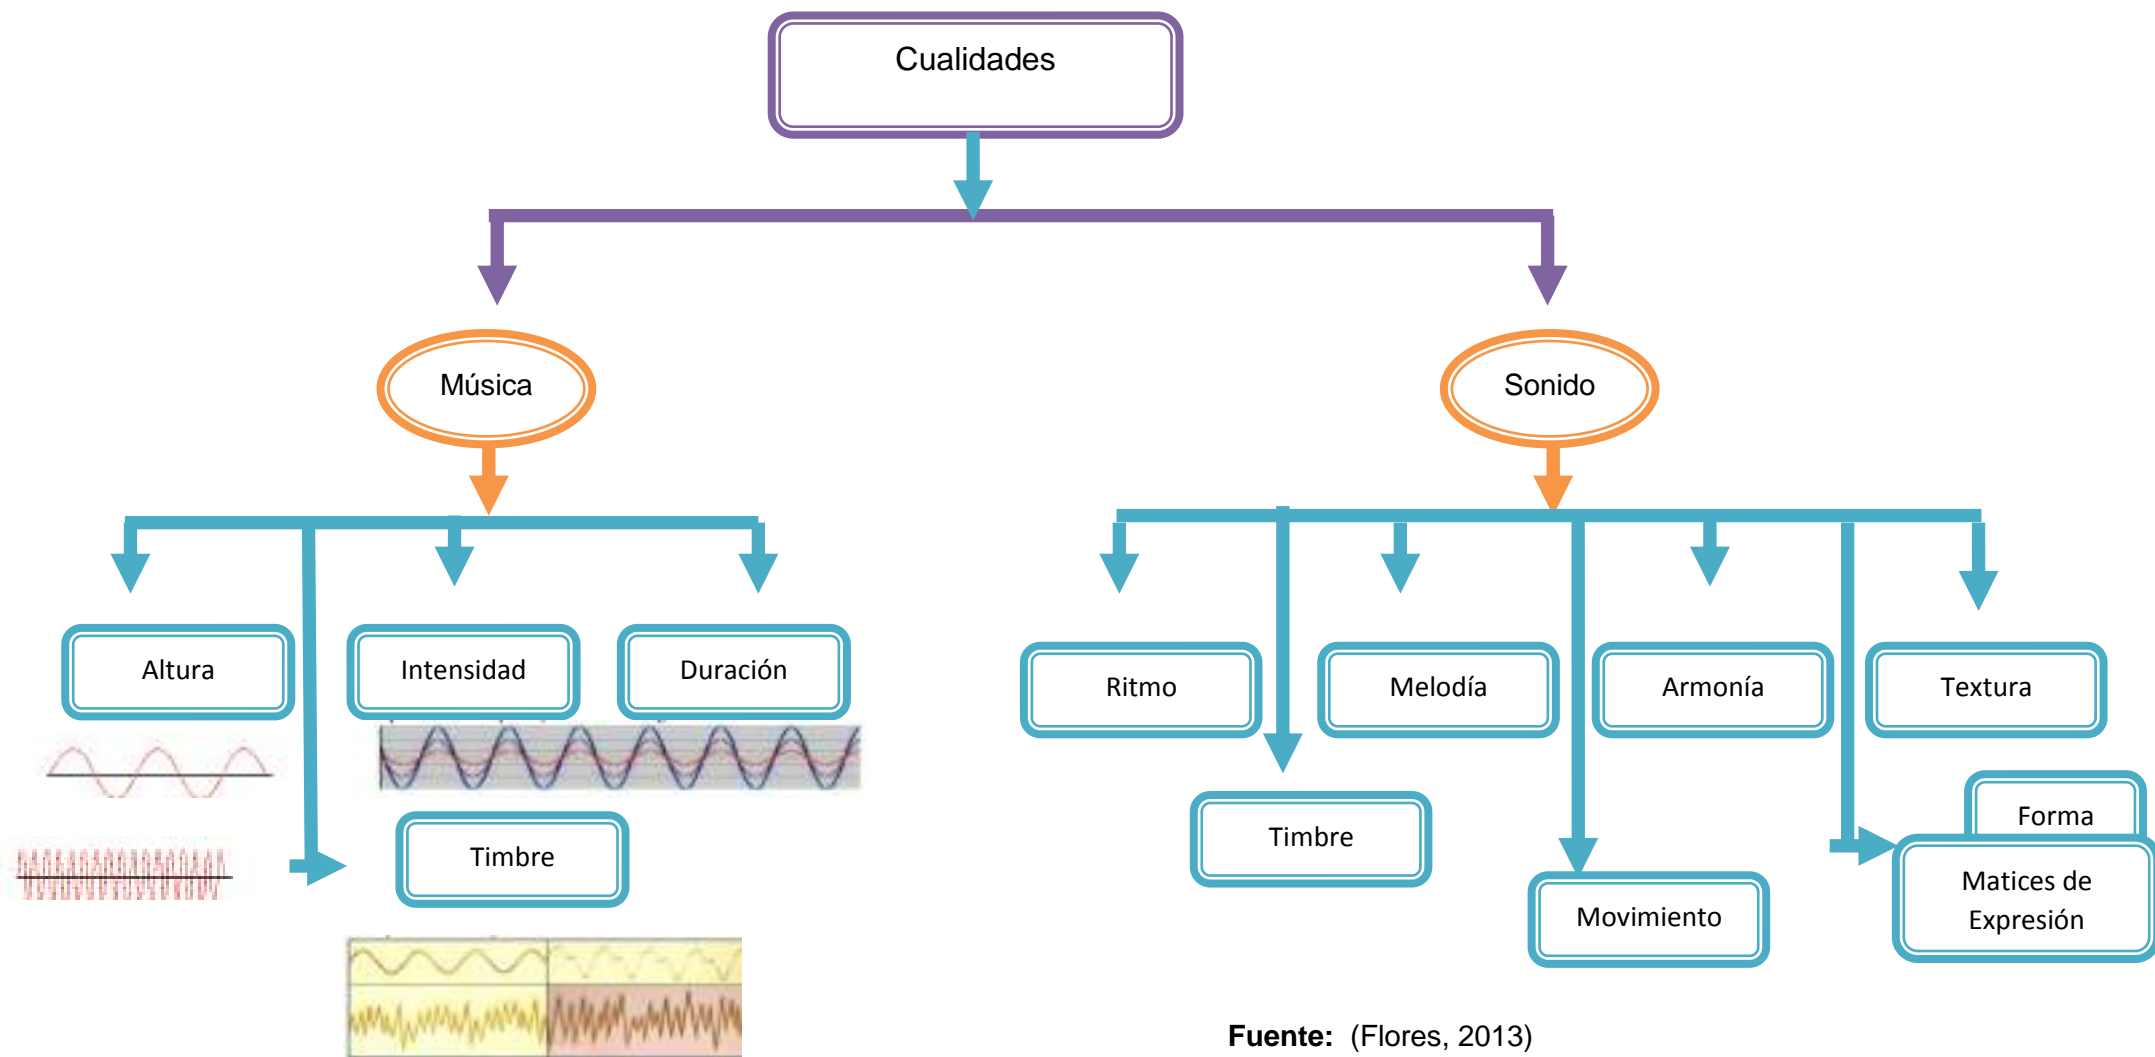 Cualidades
Música
Sonido
Altura
Intensidad
Duración
Timbre
Ritmo
Melodía
Armonía
Textura
Timbre
Movimiento
Forma
Matices de
Expresión
Fuente: (Flores, 2013)